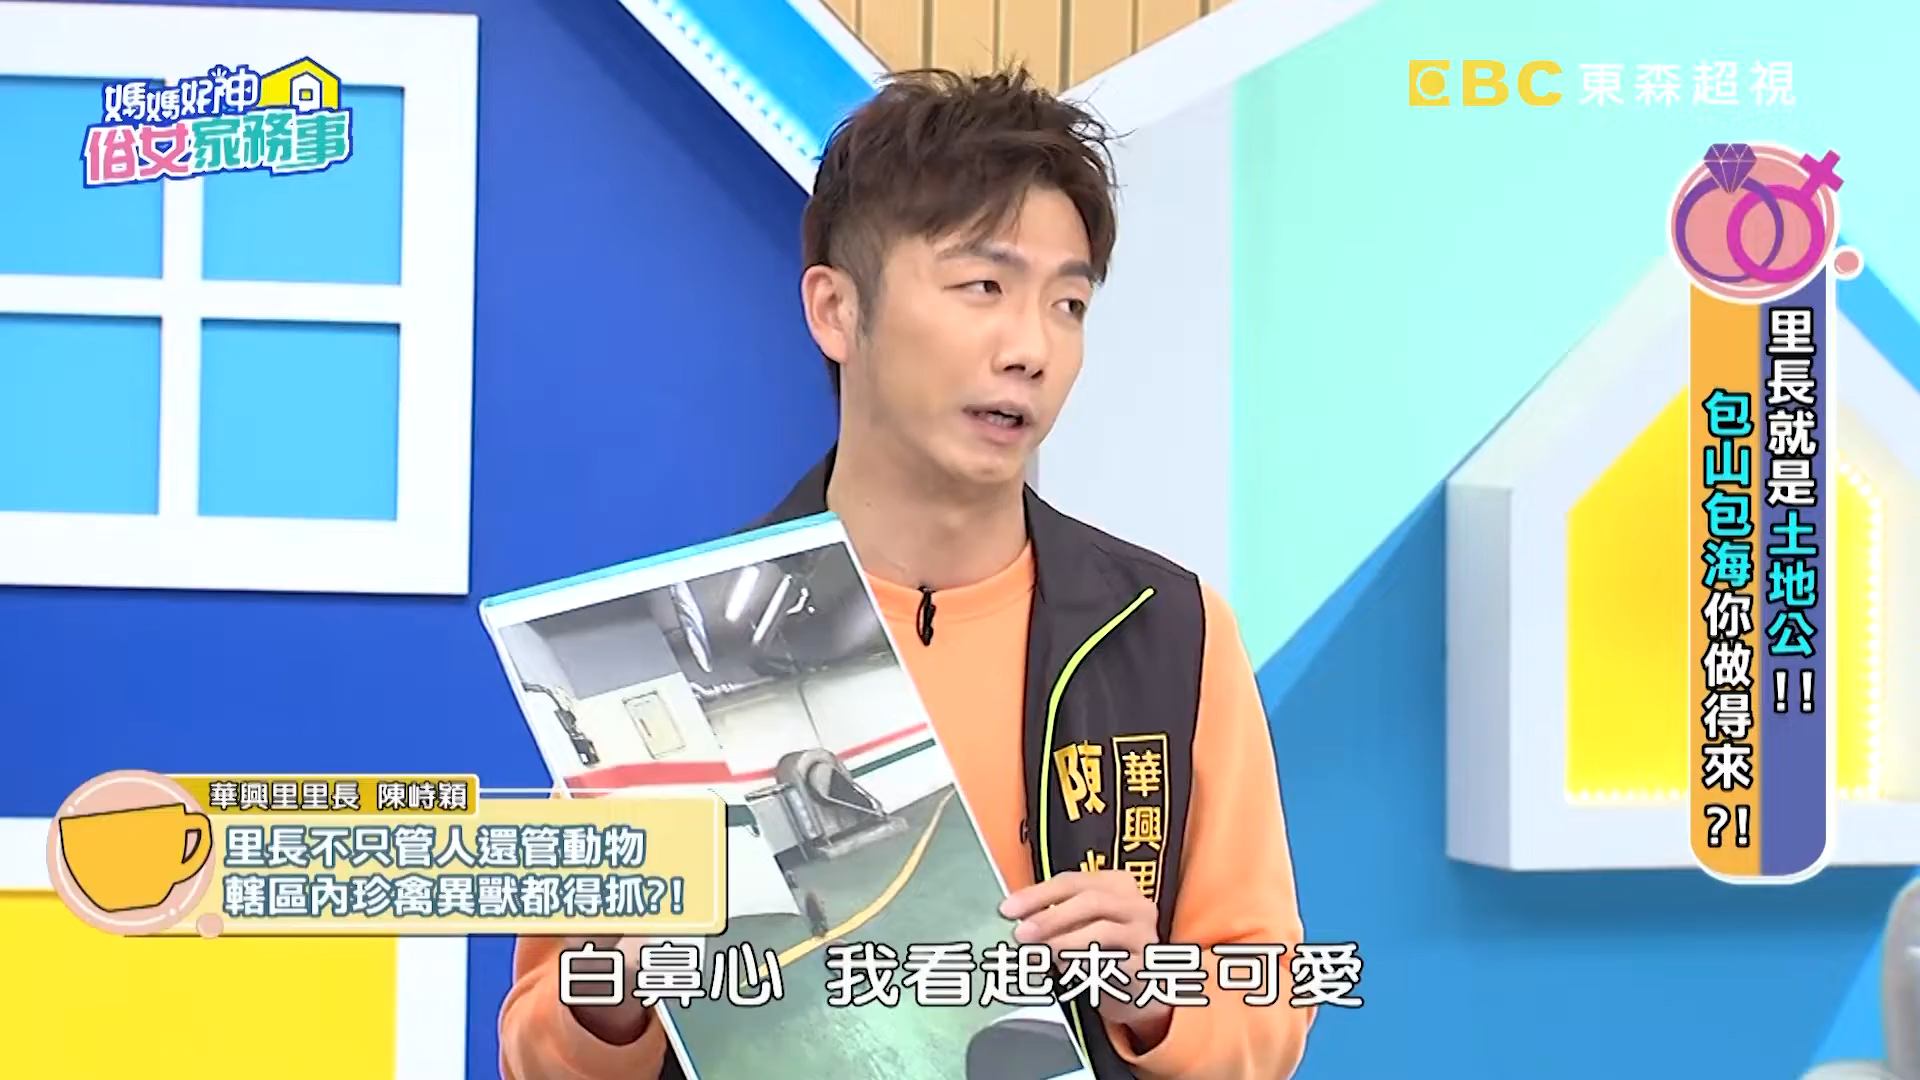 媽媽好神
俗女家務事
EBC 東森超視
里長就是土地公!!
包山包海你做得來?!
華興里
陳
華興里里長 陳峙穎
里長不只管人還管動物
轄區內珍禽異獸都得抓?!
白鼻心 我看起來是可愛